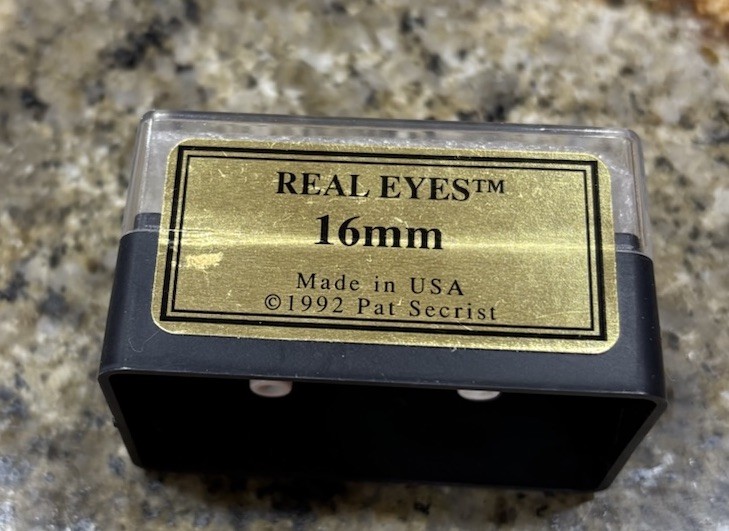 REAL EYES™
16mm
Made in USA
©1992 Pat Secrist